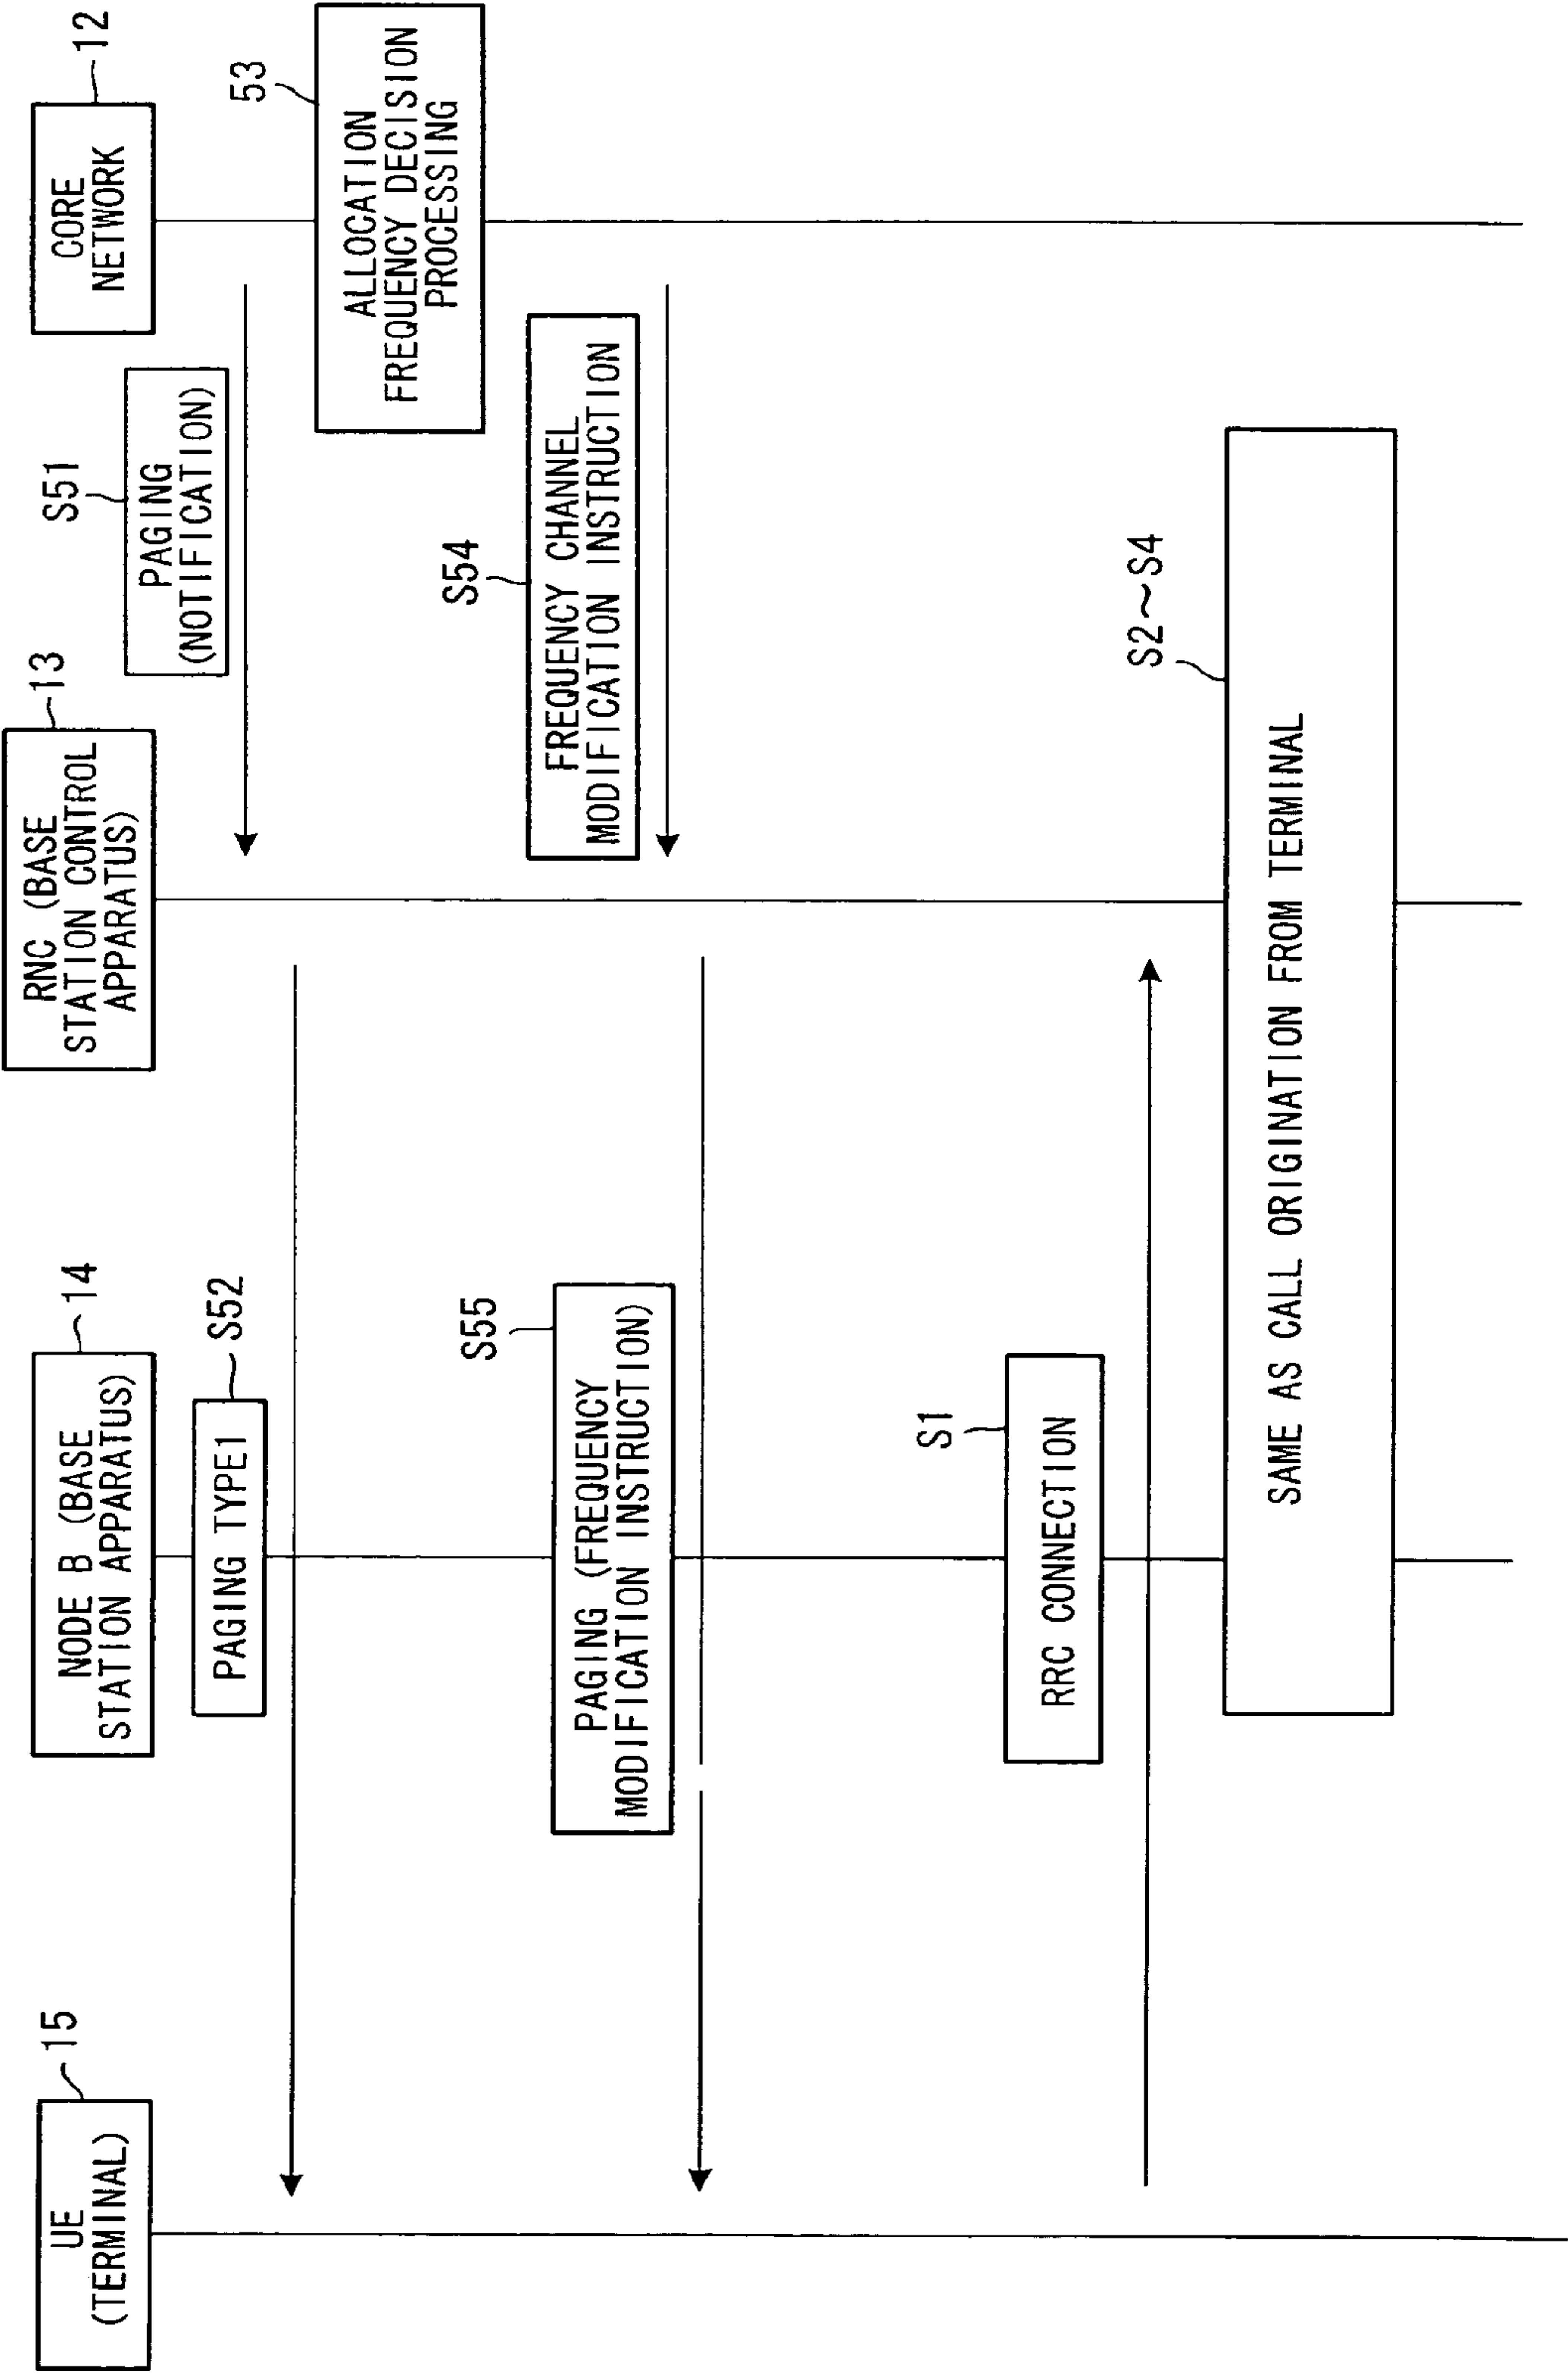 15
UE
(TERMINAL)
14
NODE B (BASE
STATION APPARATUS)
13
RNC (BASE
STATION CONTROL
APPARATUS)
12
CORE
NETWORK
S51
PAGING
(NOTIFICATION)
S52
PAGING TYPE1
53
ALLOCATION
FREQUENCY DECISION
PROCESSING
S54
FREQUENCY CHANNEL
MODIFICATION INSTRUCTION
S55
PAGING (FREQUENCY
MODIFICATION INSTRUCTION)
S1
RRC CONNECTION
S2~S4
SAME AS CALL ORIGINATION FROM TERMINAL